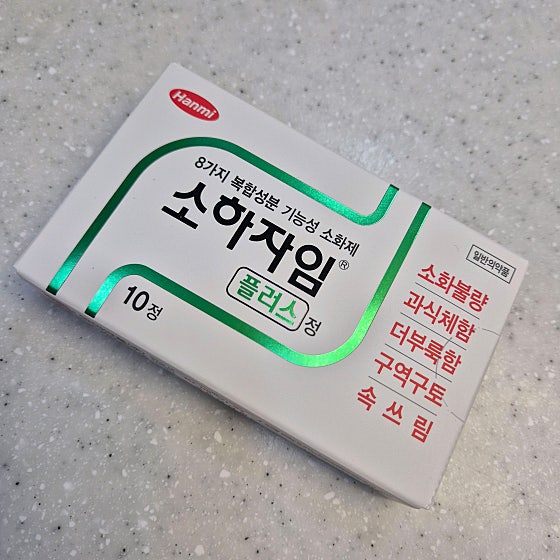 Hanmi
8가지 복합성분 기능성 소화제
소하자임®
플러스 정
10정
일반의약품
소화불량
과식체함
더부룩함
구역구토
속쓰림